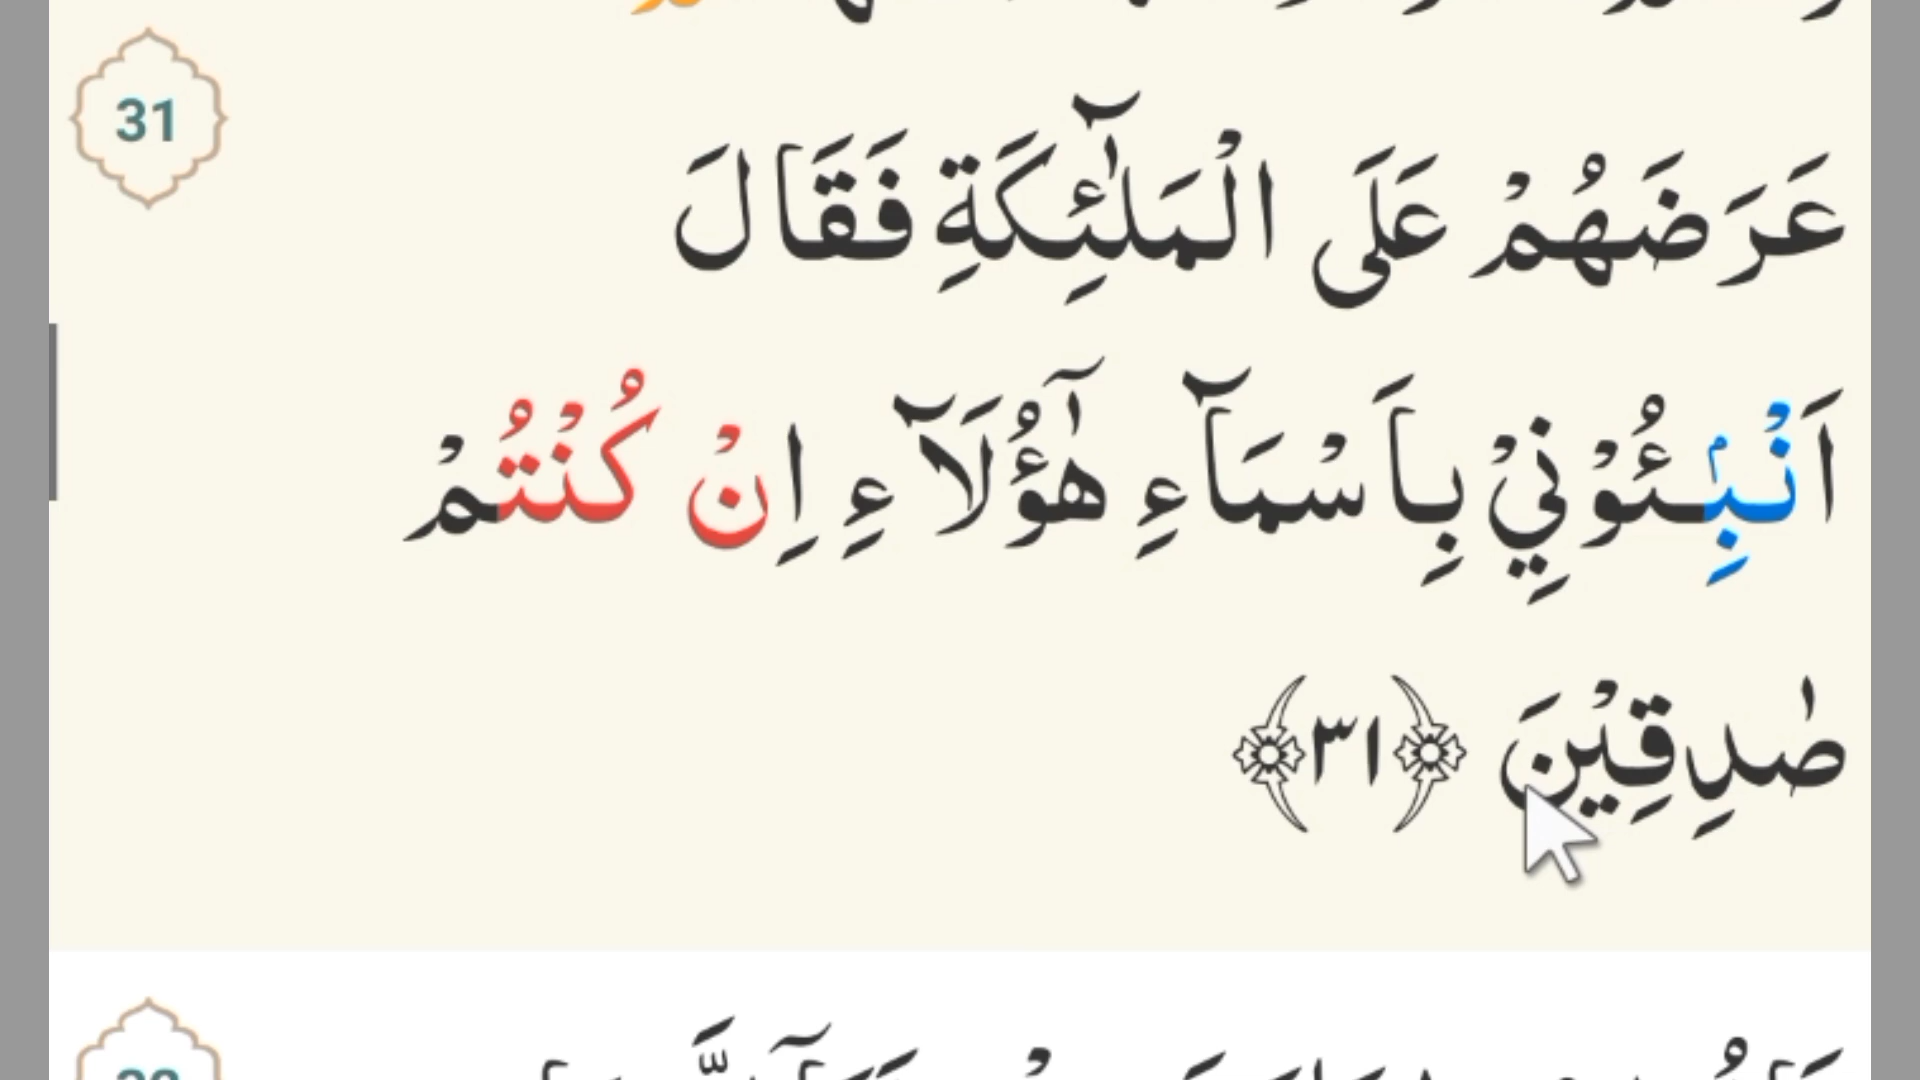 31
عَرَضَهُمْ عَلَى الْمَلٰٓئِكَةِ فَقَالَ
اَنْۢبِـُٔوْنِيْ بِاَسْمَآءِ هٰٓؤُلَآءِ اِنْ كُنْتُمْ
صٰدِقِيْنَ ﴿٣١﴾